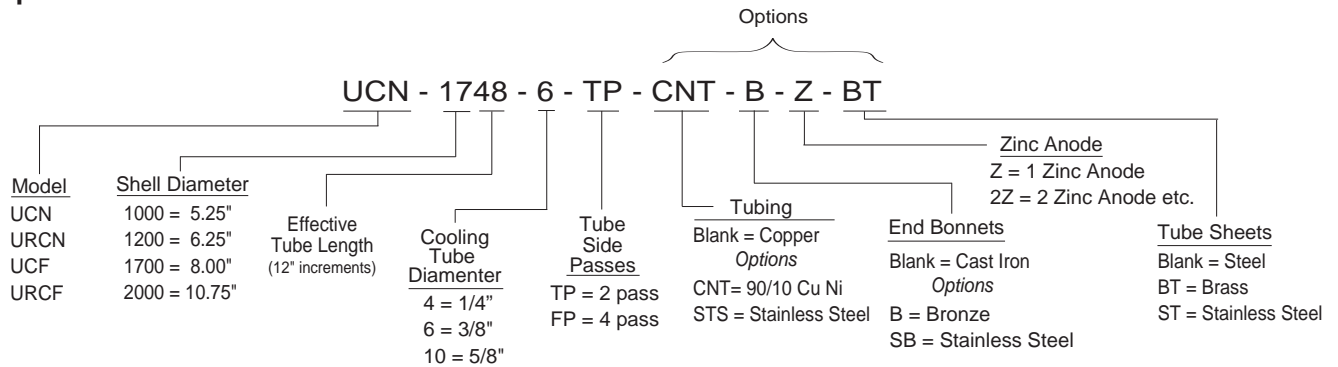 Options
UCN - 1748 - 6 - TP - CNT - B - Z - BT
Model
UCN
URCN
UCF
URCF
Shell Diameter
1000 = 5.25"
1200 = 6.25"
1700 = 8.00"
2000 = 10.75"
Effective
Tube Length
(12" increments)
Cooling
Tube
Diamenter
4 = 1/4”
6 = 3/8"
10 = 5/8"
Tube
Side
Passes
TP = 2 pass
FP = 4 pass
Tubing
Blank = Copper
Options
CNT= 90/10 Cu Ni
STS = Stainless Steel
End Bonnets
Blank = Cast Iron
Options
B = Bronze
SB = Stainless Steel
Zinc Anode
Z = 1 Zinc Anode
2Z = 2 Zinc Anode etc.
Tube Sheets
Blank = Steel
BT = Brass
ST = Stainless Steel